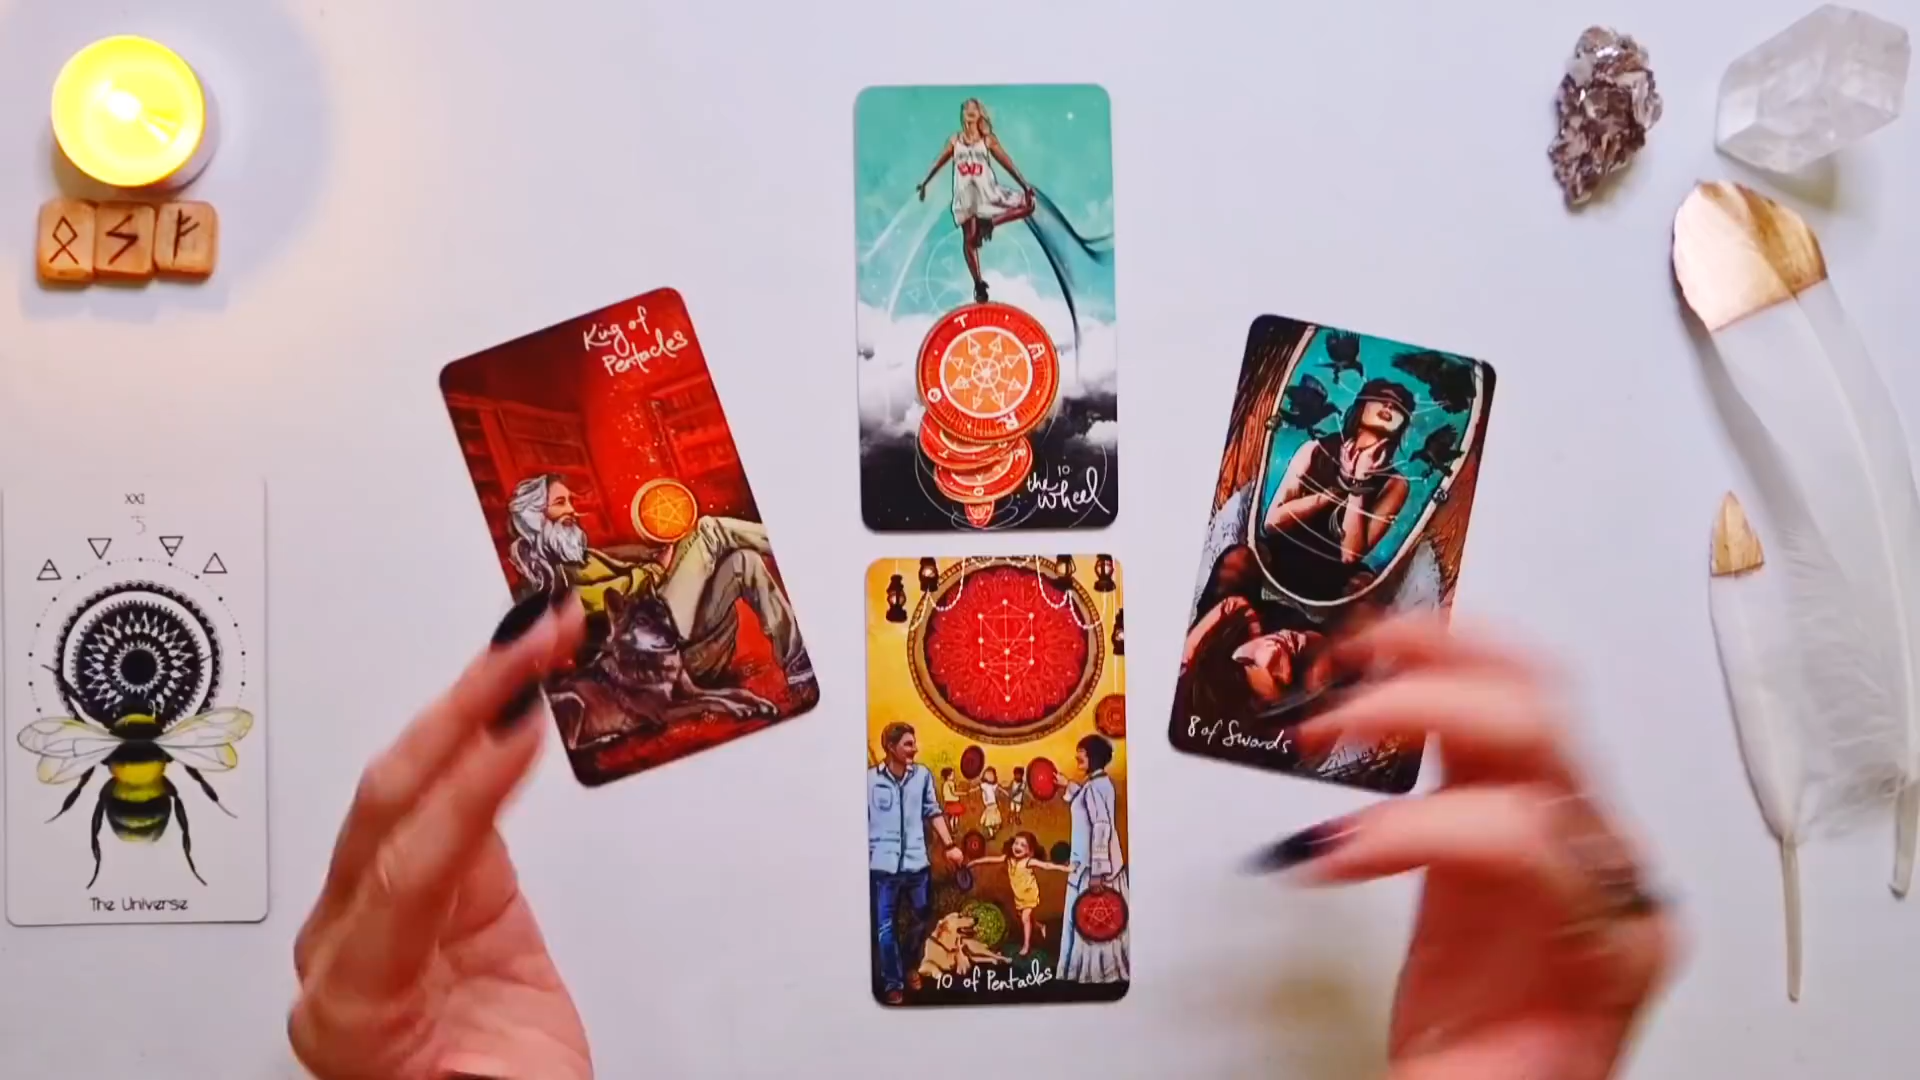 King of
Pentacles
T
A
R
O
10
the
Wheel
8 of Swords
10 of Pentacles
XXI
The Universe
ᛟ ᛊ ᚠ